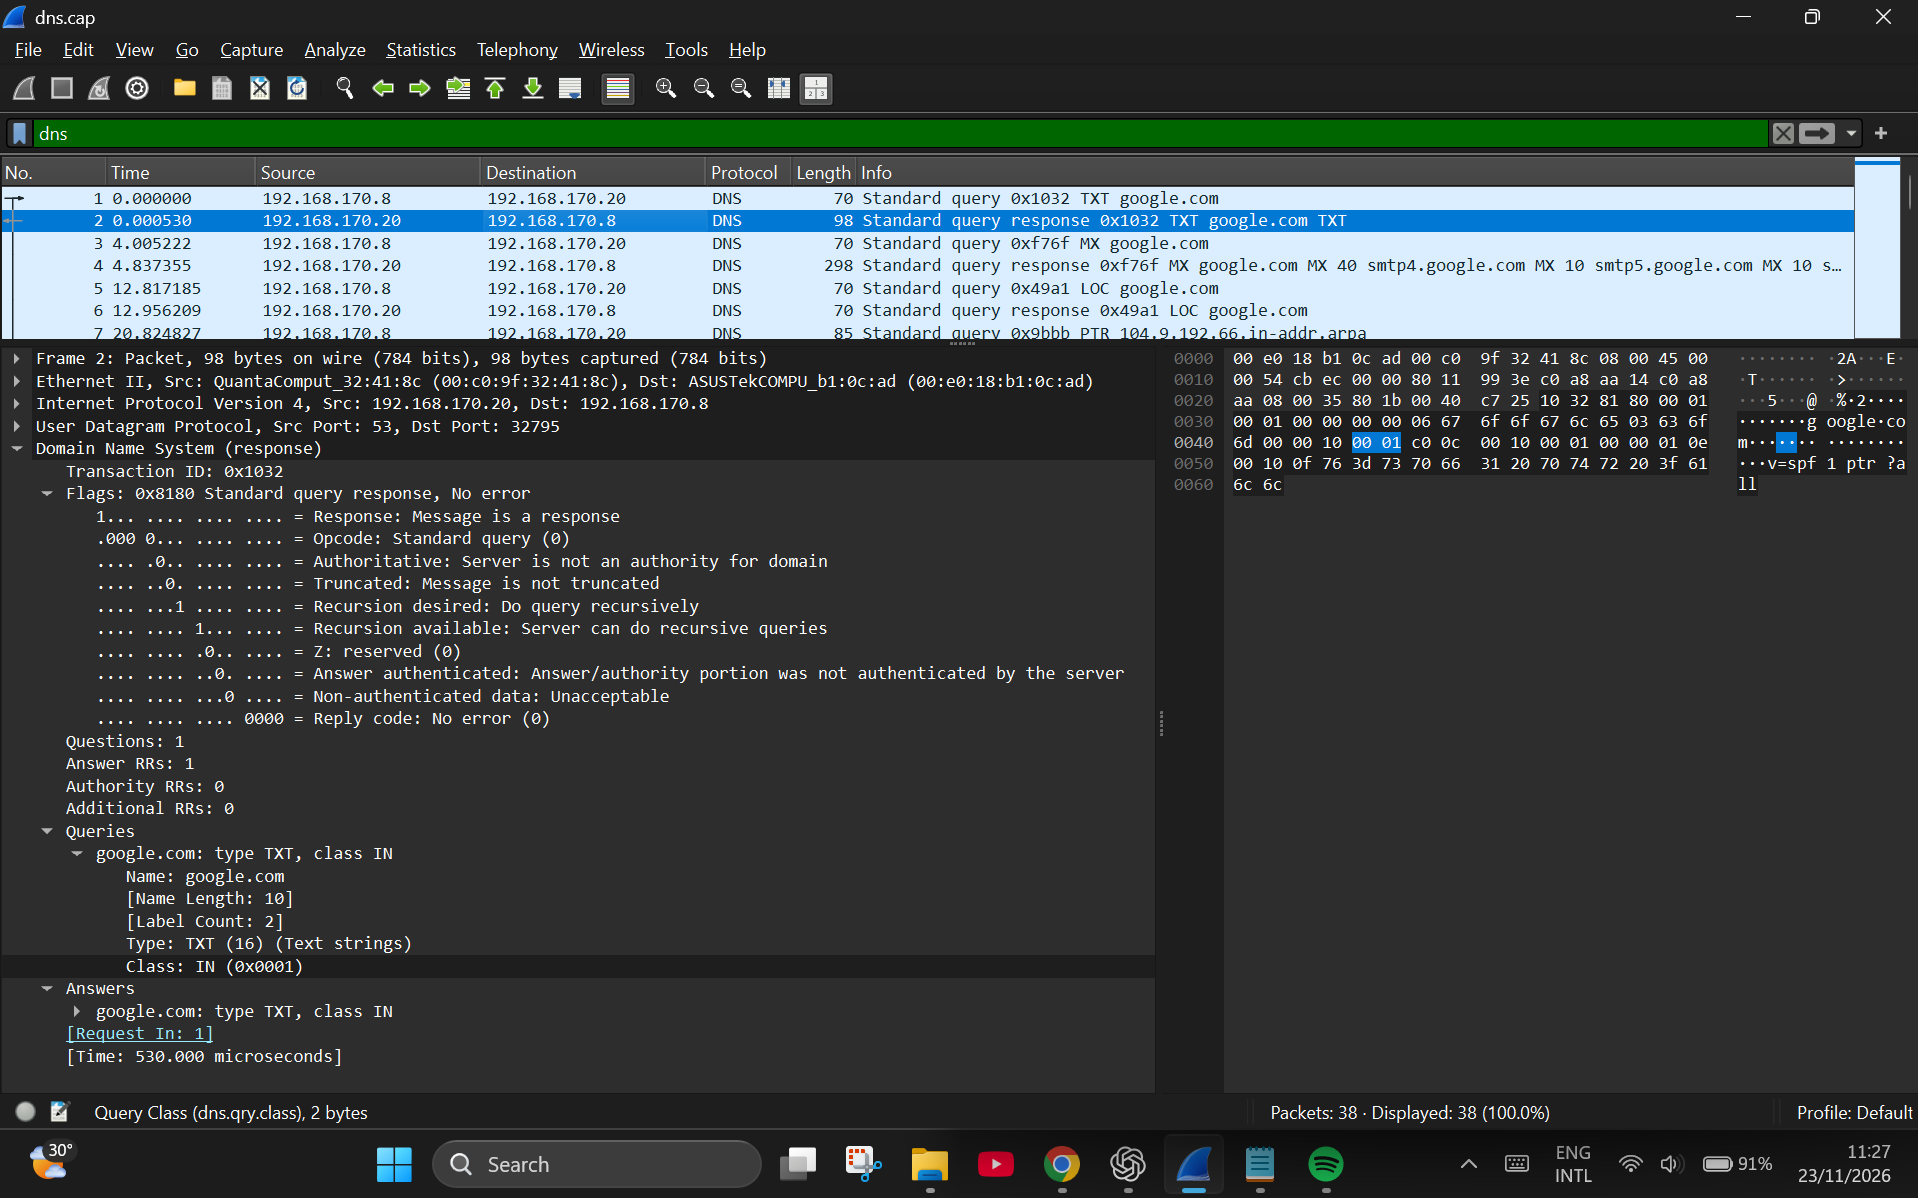 dns.cap
File Edit View Go Capture Analyze Statistics Telephony Wireless Tools Help
dns
No. Time Source Destination Protocol Length Info
1 0.000000 192.168.170.8 192.168.170.20 DNS 70 Standard query 0x1032 TXT google.com
2 0.000530 192.168.170.20 192.168.170.8 DNS 98 Standard query response 0x1032 TXT google.com TXT
3 4.005222 192.168.170.8 192.168.170.20 DNS 70 Standard query 0xf76f MX google.com
4 4.837355 192.168.170.20 192.168.170.8 DNS 298 Standard query response 0xf76f MX google.com MX 40 smtp4.google.com MX 10 smtp5.google.com MX 10 s…
5 12.817185 192.168.170.8 192.168.170.20 DNS 70 Standard query 0x49a1 LOC google.com
6 12.956209 192.168.170.20 192.168.170.8 DNS 70 Standard query response 0x49a1 LOC google.com
7 20.824827 192.168.170.8 192.168.170.20 DNS 85 Standard query 0x9bbb PTR 104.9.192.66.in-addr.arpa
Frame 2: Packet, 98 bytes on wire (784 bits), 98 bytes captured (784 bits)
Ethernet II, Src: QuantaComput_32:41:8c (00:c0:9f:32:41:8c), Dst: ASUSTekCOMPU_b1:0c:ad (00:e0:18:b1:0c:ad)
Internet Protocol Version 4, Src: 192.168.170.20, Dst: 192.168.170.8
User Datagram Protocol, Src Port: 53, Dst Port: 32795
Domain Name System (response)
Transaction ID: 0x1032
Flags: 0x8180 Standard query response, No error
1... .... .... .... = Response: Message is a response
.000 0... .... .... = Opcode: Standard query (0)
.... .0.. .... .... = Authoritative: Server is not an authority for domain
.... ..0. .... .... = Truncated: Message is not truncated
.... ...1 .... .... = Recursion desired: Do query recursively
.... .... 1... .... = Recursion available: Server can do recursive queries
.... .... .0.. .... = Z: reserved (0)
.... .... ..0. .... = Answer authenticated: Answer/authority portion was not authenticated by the server
.... .... ...0 .... = Non-authenticated data: Unacceptable
.... .... .... 0000 = Reply code: No error (0)
Questions: 1
Answer RRs: 1
Authority RRs: 0
Additional RRs: 0
Queries
google.com: type TXT, class IN
Name: google.com
[Name Length: 10]
[Label Count: 2]
Type: TXT (16) (Text strings)
Class: IN (0x0001)
Answers
google.com: type TXT, class IN
[Request In: 1]
[Time: 530.000 microseconds]
0000 00 e0 18 b1 0c ad 00 c0 9f 32 41 8c 08 00 45 00 ········ ·2A···E·
0010 00 54 cb ec 00 00 80 11 99 3e c0 a8 aa 14 c0 a8 ·T······ ·>······
0020 aa 08 00 35 80 1b 00 40 c7 25 10 32 81 80 00 01 ···5···@ ·%·2····
0030 00 01 00 00 00 00 06 67 6f 6f 67 6c 65 03 63 6f ·······g oogle·co
0040 6d 00 00 10 00 01 c0 0c 00 10 00 01 00 00 01 0e m······· ········
0050 00 10 0f 76 3d 73 70 66 31 20 70 74 72 20 3f 61 ···v=spf 1 ptr ?a
0060 6c 6c ll
Query Class (dns.qry.class), 2 bytes
Packets: 38 · Displayed: 38 (100.0%)
Profile: Default
30°
Search
ENG
INTL
91%
11:27
23/11/2026